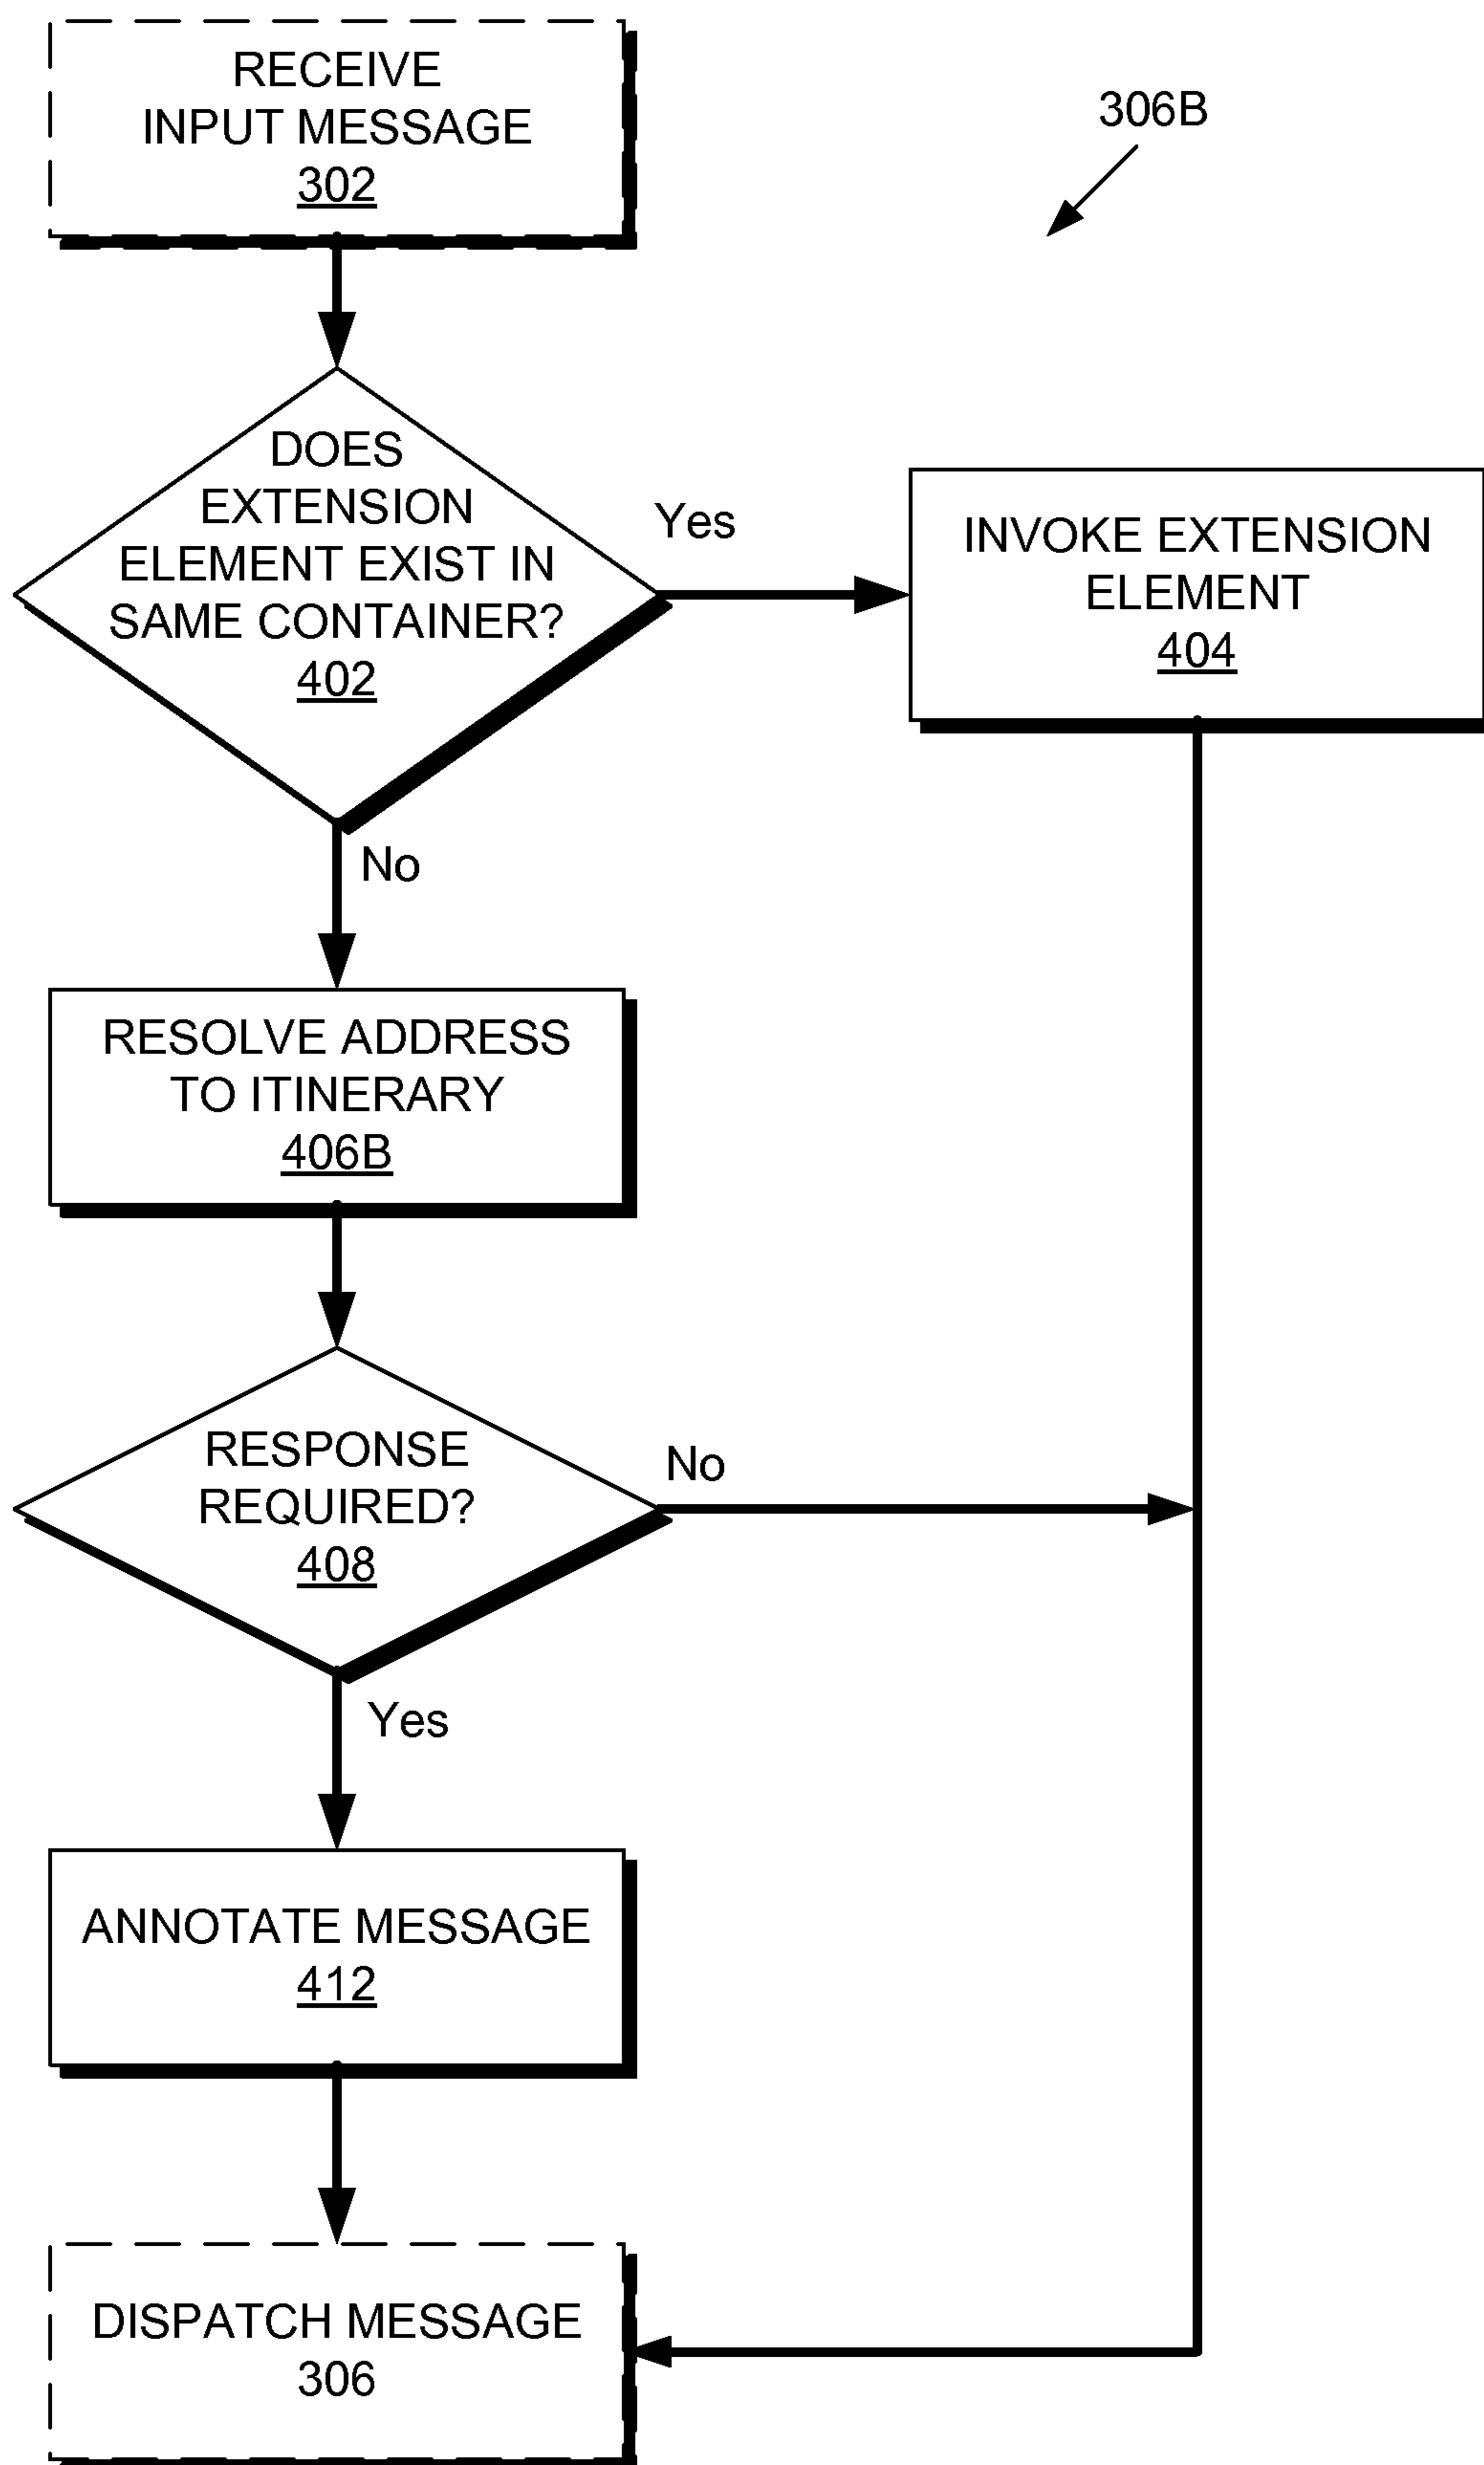 RECEIVE
INPUT MESSAGE
302
306B
DOES
EXTENSION
ELEMENT EXIST IN
SAME CONTAINER?
402
Yes
INVOKE EXTENSION
ELEMENT
404
No
RESOLVE ADDRESS
TO ITINERARY
406B
RESPONSE
REQUIRED?
408
No
Yes
ANNOTATE MESSAGE
412
DISPATCH MESSAGE
306